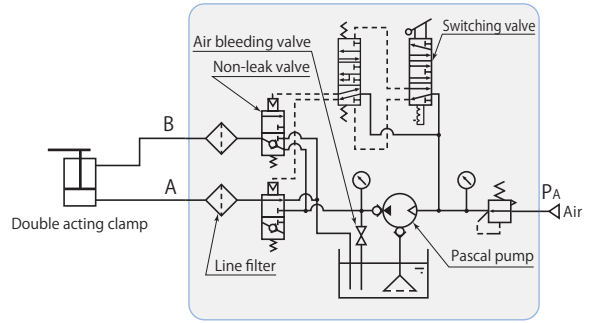 Switching valve
Air bleeding valve
Non-leak valve
B
A
PA
Air
Double acting clamp
Pascal pump
Line filter